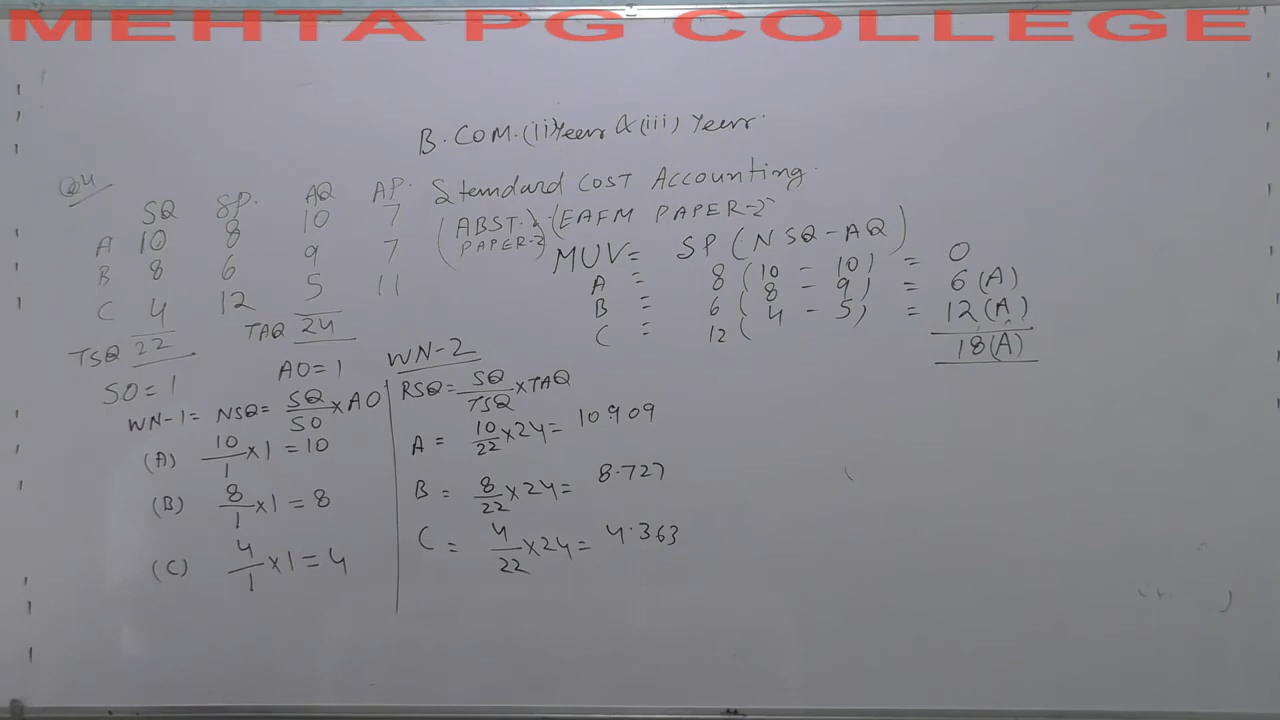 MEHTA PG COLLEGE
B.COM.(ii)Year &(iii) Year.
Standard COST Accounting.
(ABST. PAPER-2) (EAFM PAPER-2)
Q4
SQ SP. AQ AP.
A 10 8 10 7
B 8 6 9 7
C 4 12 5 11
TSQ 22 TAQ 24
SO=1 AO=1
WN-1= NSQ= SQ/SO ×AO
(A) 10/1 ×1 =10
(B) 8/1 ×1 = 8
(C) 4/1 ×1 = 4
WN-2
RSQ= SQ/TSQ ×TAQ
A = 10/22 ×24= 10.909
B = 8/22 ×24= 8.727
C = 4/22 ×24= 4.363
MUV= SP (NSQ-AQ)
A = 8 (10 - 10) = 0
B = 6 (8 - 9) = 6(A)
C = 12 (4 - 5) = 12(A)
18(A)